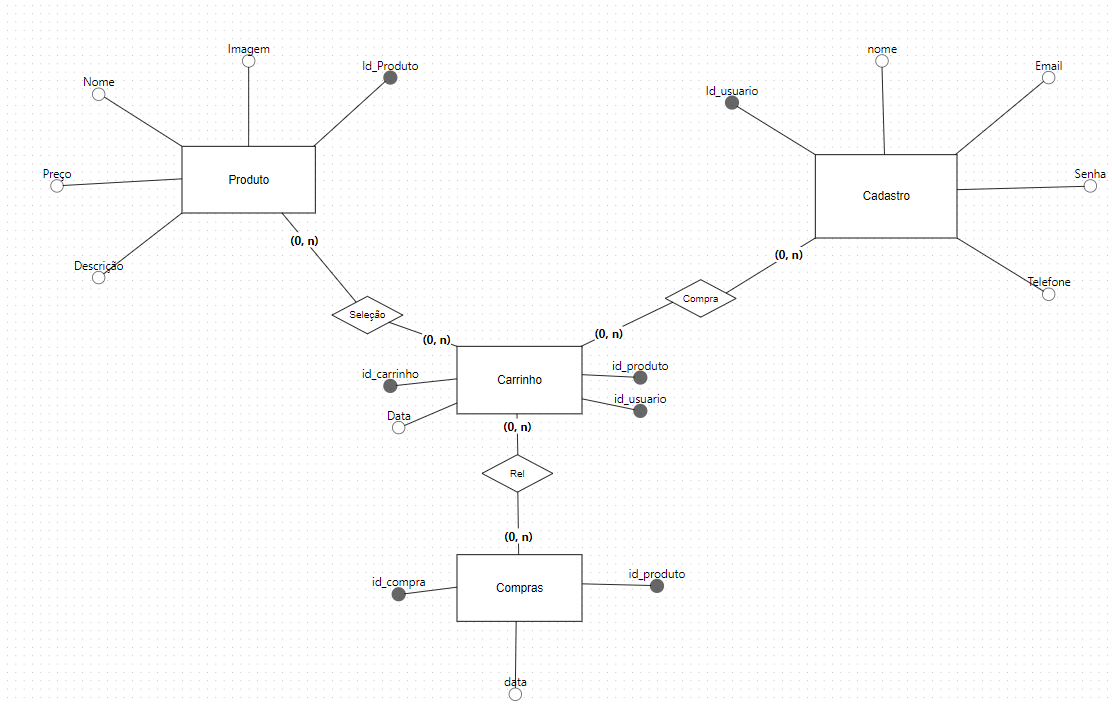 Imagem
nome
Id_Produto
Email
Nome
Id_usuario
Preço
Produto
Senha
Cadastro
(0, n)
(0, n)
Descrição
Telefone
Compra
Seleção
(0, n)
(0, n)
id_carrinho
Carrinho
id_produto
id_usuario
Data
(0, n)
Rel
(0, n)
id_compra
Compras
id_produto
data